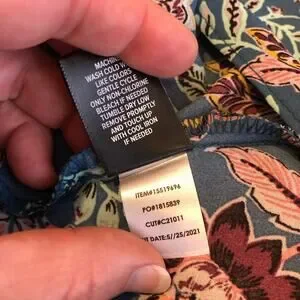 MACHINE
WASH COLD W
LIKE COLORS
GENTLE CYCLE
ONLY NON-CHLORINE
BLEACH IF NEEDED
TUMBLE DRY LOW
REMOVE PROMPTLY
AND TOUCH UP
WITH COOL IRON
IF NEEDED
ITEM#15519696
PO#1815839
CUT#C21011
DATE:5//25/2021